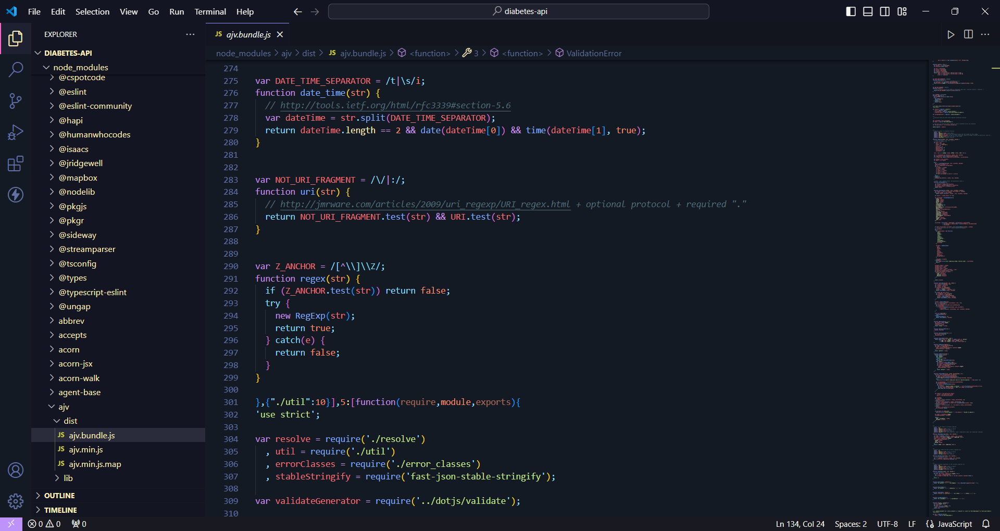 File Edit Selection View Go Run Terminal Help
diabetes-api
EXPLORER
DIABETES-API
node_modules
@cspotcode
@eslint
@eslint-community
@hapi
@humanwhocodes
@isaacs
@jridgewell
@mapbox
@nodelib
@pkgjs
@pkgr
@sideway
@streamparser
@tsconfig
@types
@typescript-eslint
@ungap
abbrev
accepts
acorn
acorn-jsx
acorn-walk
agent-base
ajv
dist
JS ajv.bundle.js
JS ajv.min.js
JS ajv.min.js.map
lib
OUTLINE
TIMELINE
JS ajv.bundle.js
node_modules > ajv > dist > JS ajv.bundle.js > <function> > 3 > <function> > ValidationError
274
275 var DATE_TIME_SEPARATOR = /t|\s/i;
276 function date_time(str) {
277 // http://tools.ietf.org/html/rfc3339#section-5.6
278 var dateTime = str.split(DATE_TIME_SEPARATOR);
279 return dateTime.length == 2 && date(dateTime[0]) && time(dateTime[1], true);
280 }
281
282
283 var NOT_URI_FRAGMENT = /\/|:/;
284 function uri(str) {
285 // http://jmrware.com/articles/2009/uri_regexp/URI_regex.html + optional protocol + required "."
286 return NOT_URI_FRAGMENT.test(str) && URI.test(str);
287 }
288
289
290 var Z_ANCHOR = /[^\\]\\Z/;
291 function regex(str) {
292 if (Z_ANCHOR.test(str)) return false;
293 try {
294 new RegExp(str);
295 return true;
296 } catch(e) {
297 return false;
298 }
299 }
300
301 },{"./util":10}],5:[function(require,module,exports){
302 'use strict';
303
304 var resolve = require('./resolve')
305 , util = require('./util')
306 , errorClasses = require('./error_classes')
307 , stableStringify = require('fast-json-stable-stringify');
308
309 var validateGenerator = require('../dotjs/validate');
310
0 0 0
Ln 134, Col 24 Spaces: 2 UTF-8 LF JavaScript